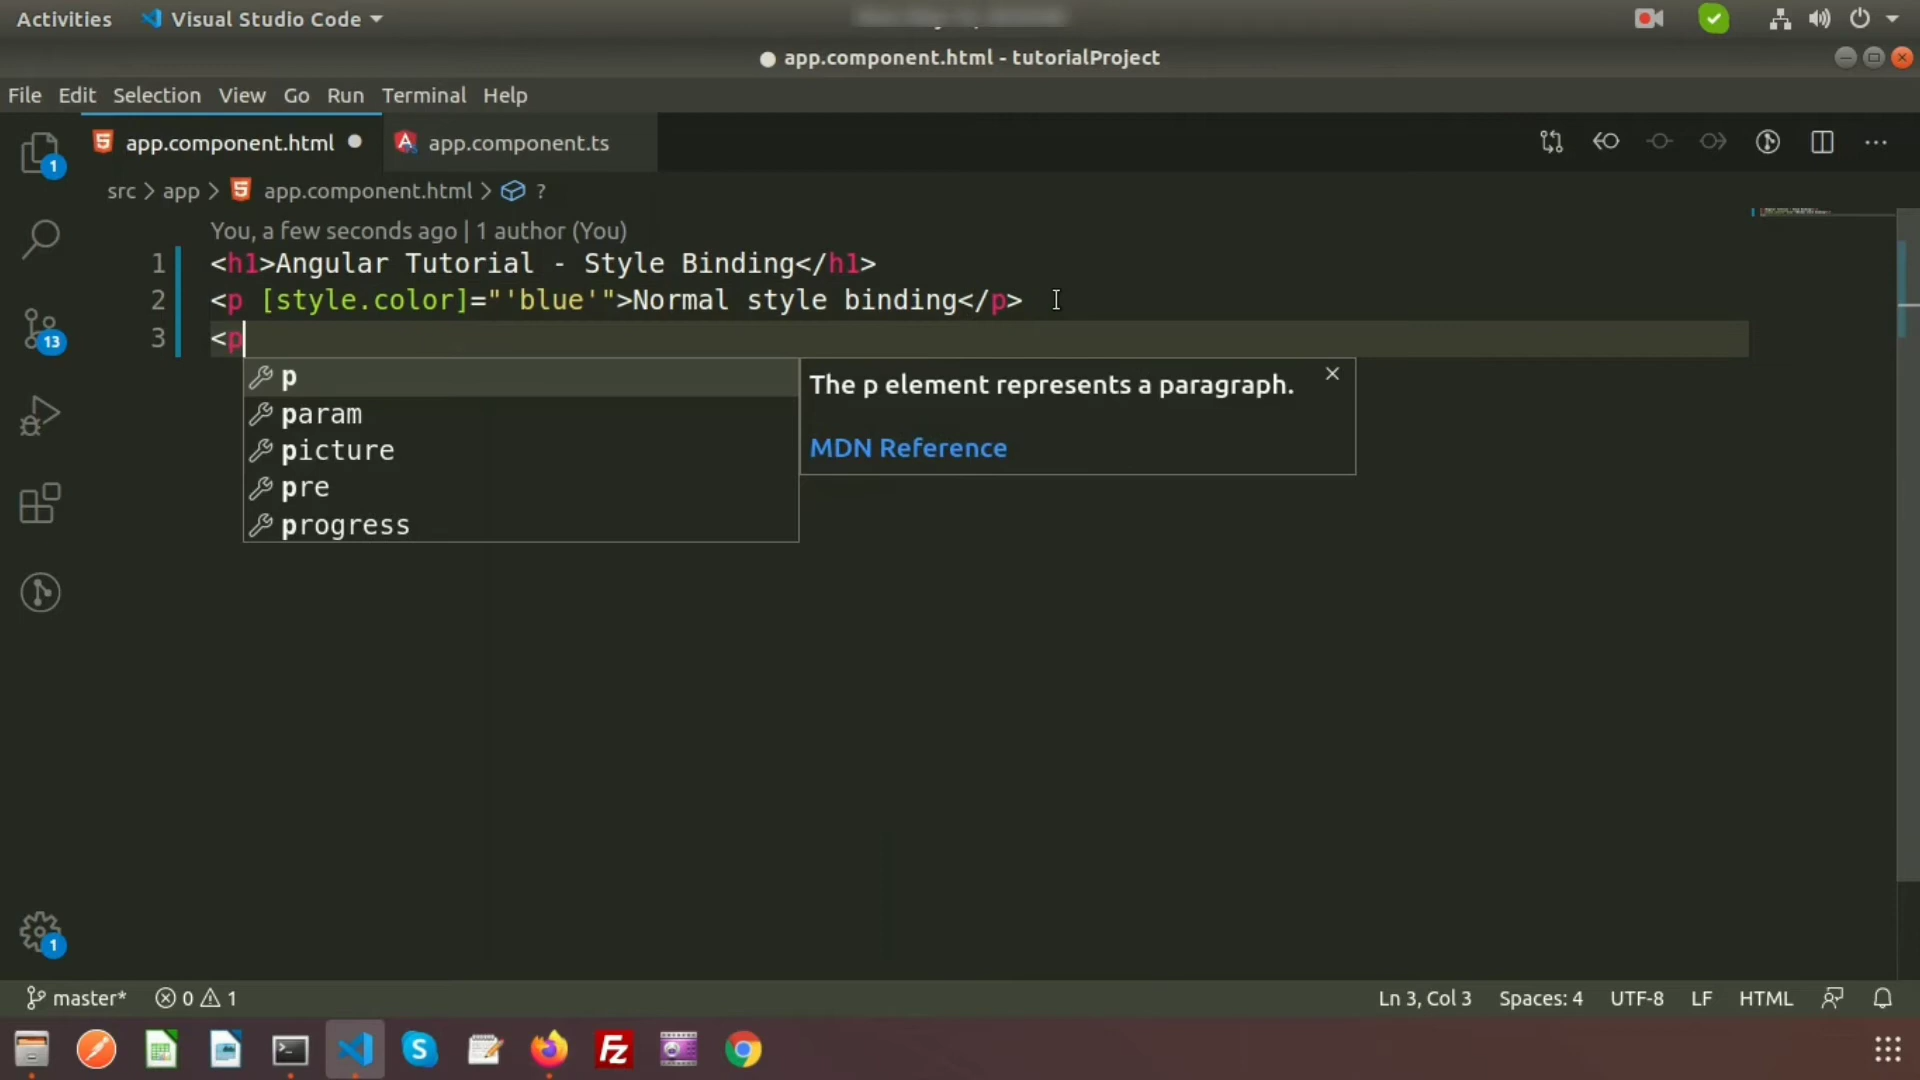 Activities Visual Studio Code
app.component.html - tutorialProject
File Edit Selection View Go Run Terminal Help
app.component.html app.component.ts
src > app > app.component.html > ?
You, a few seconds ago | 1 author (You)
1 <h1>Angular Tutorial - Style Binding</h1>
2 <p [style.color]="'blue'">Normal style binding</p>
3 <p
p
param
picture
pre
progress
The p element represents a paragraph.
MDN Reference
1
13
1
master* 0 1 Ln 3, Col 3 Spaces: 4 UTF-8 LF HTML